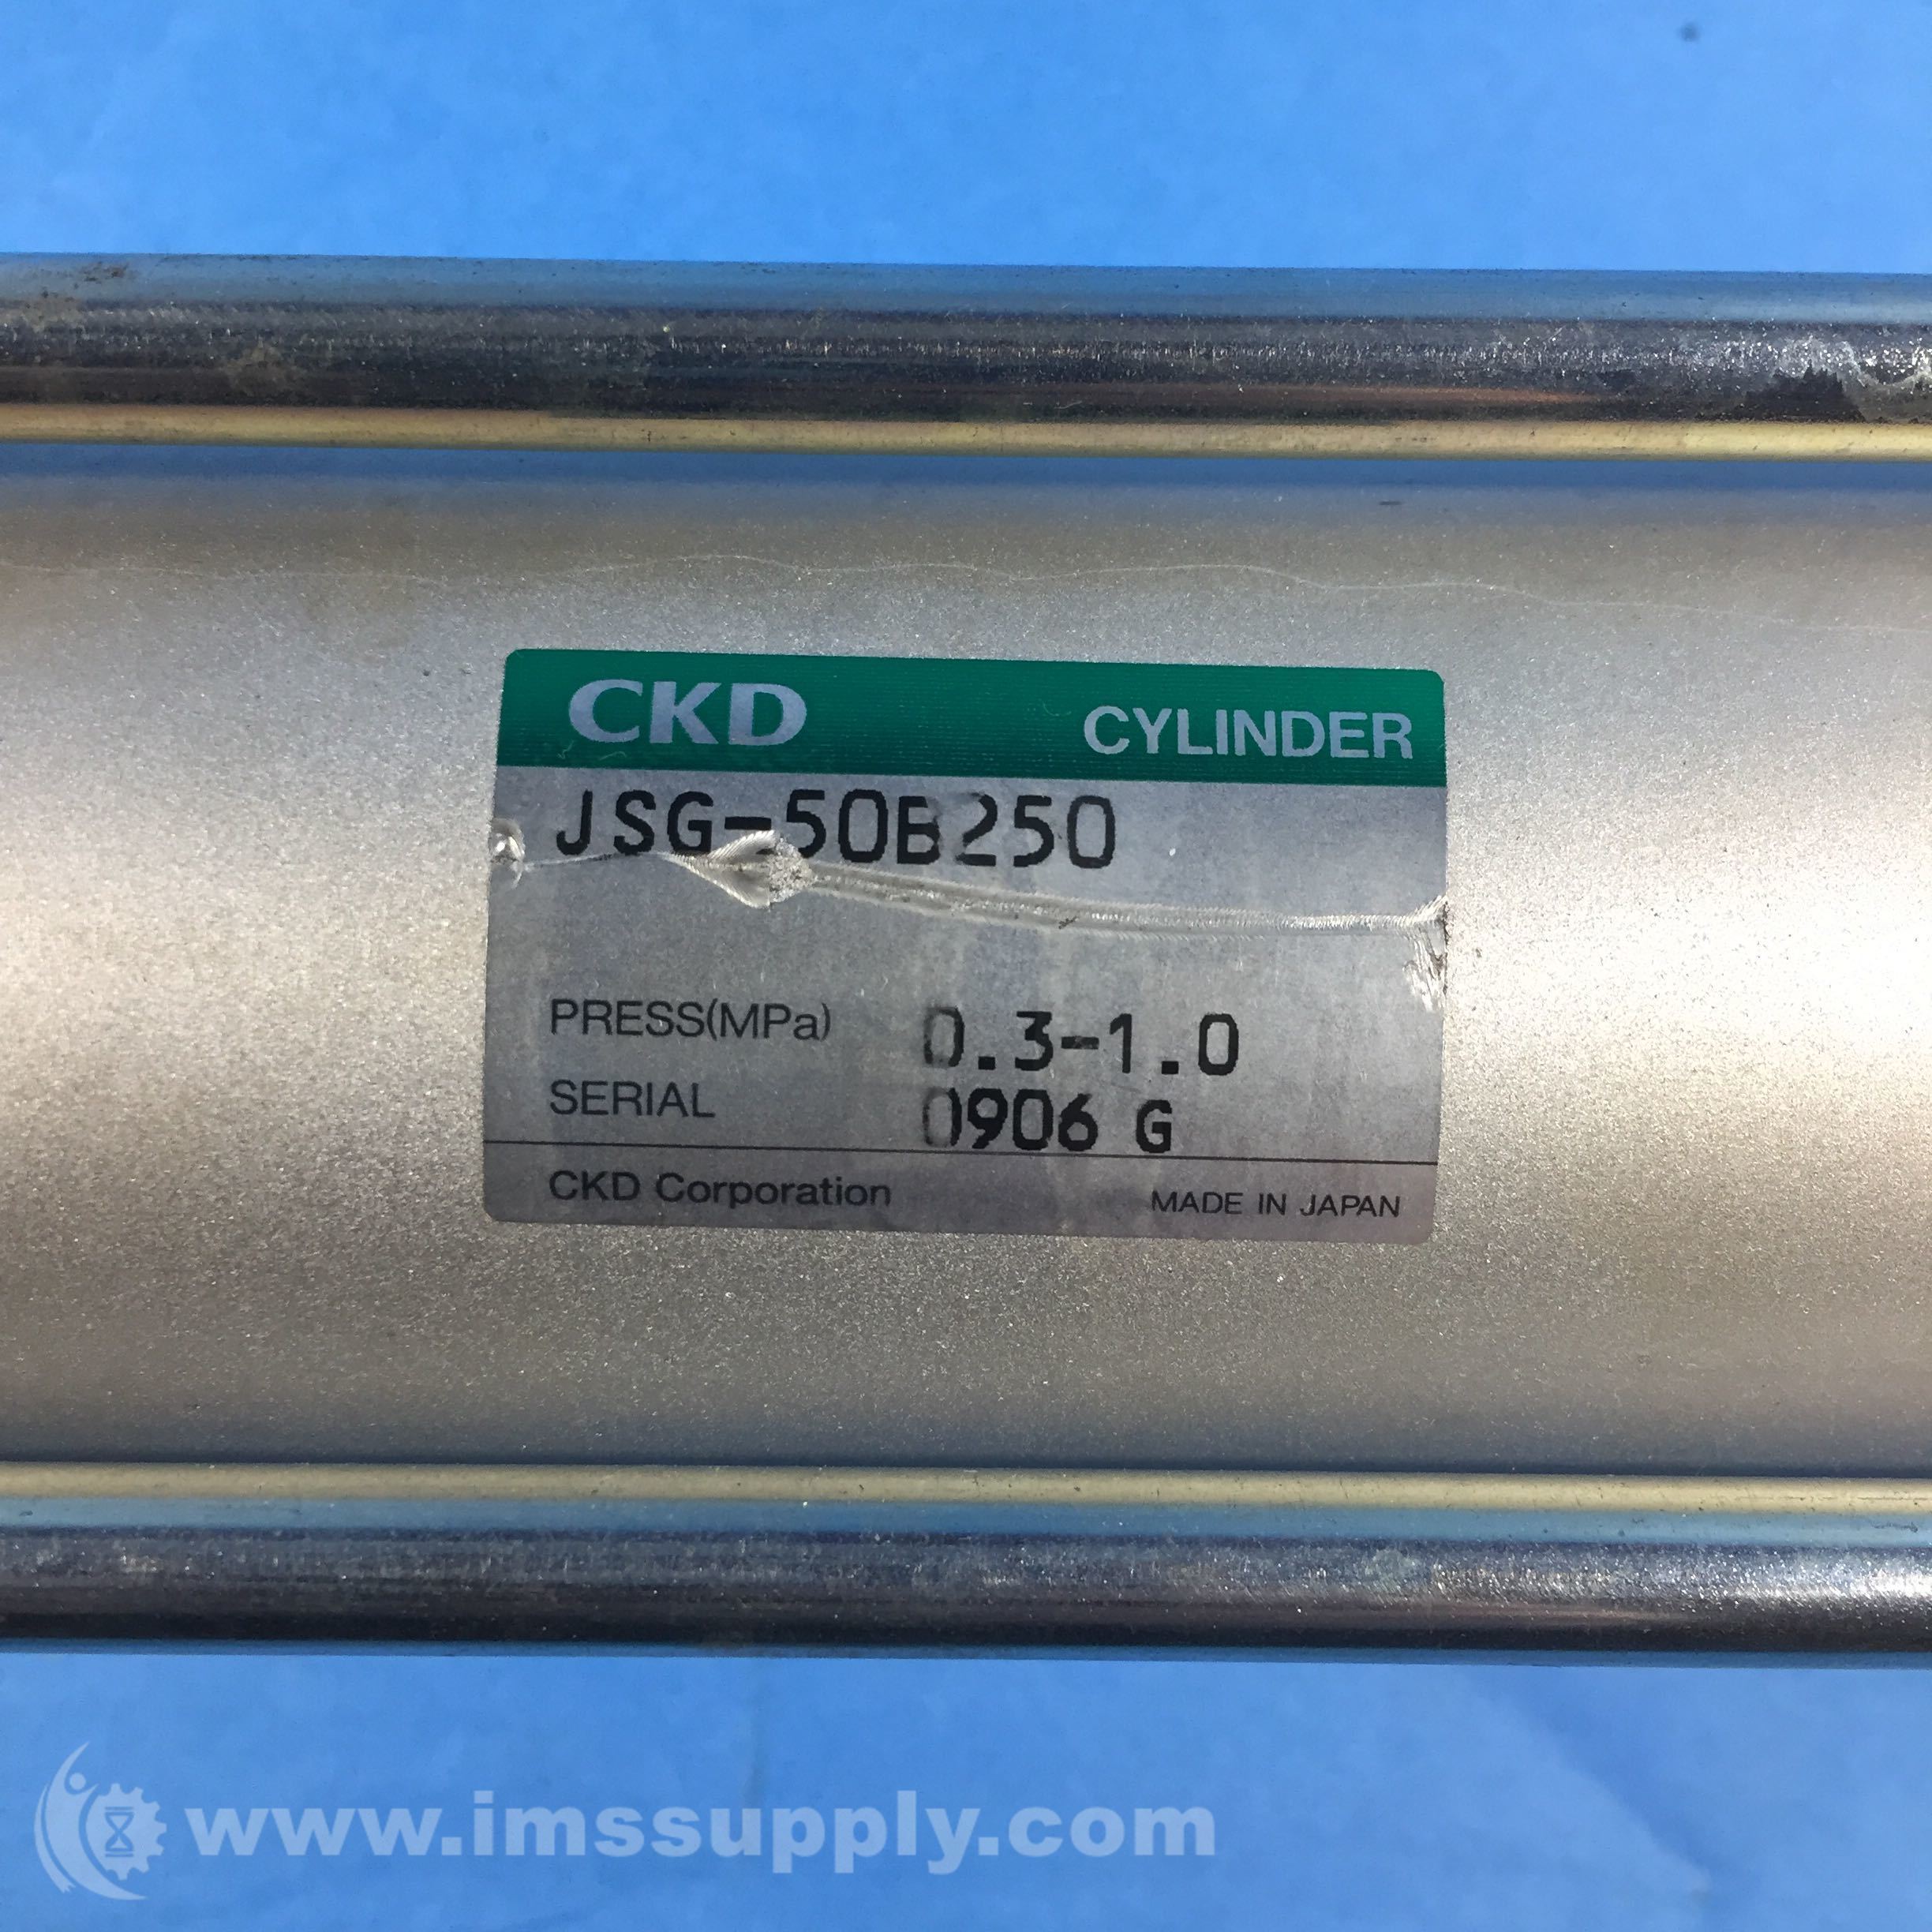 CKD CYLINDER
JSG-50B250
PRESS(MPa) 0.3-1.0
SERIAL 0906 G
CKD Corporation MADE IN JAPAN
www.imssupply.com